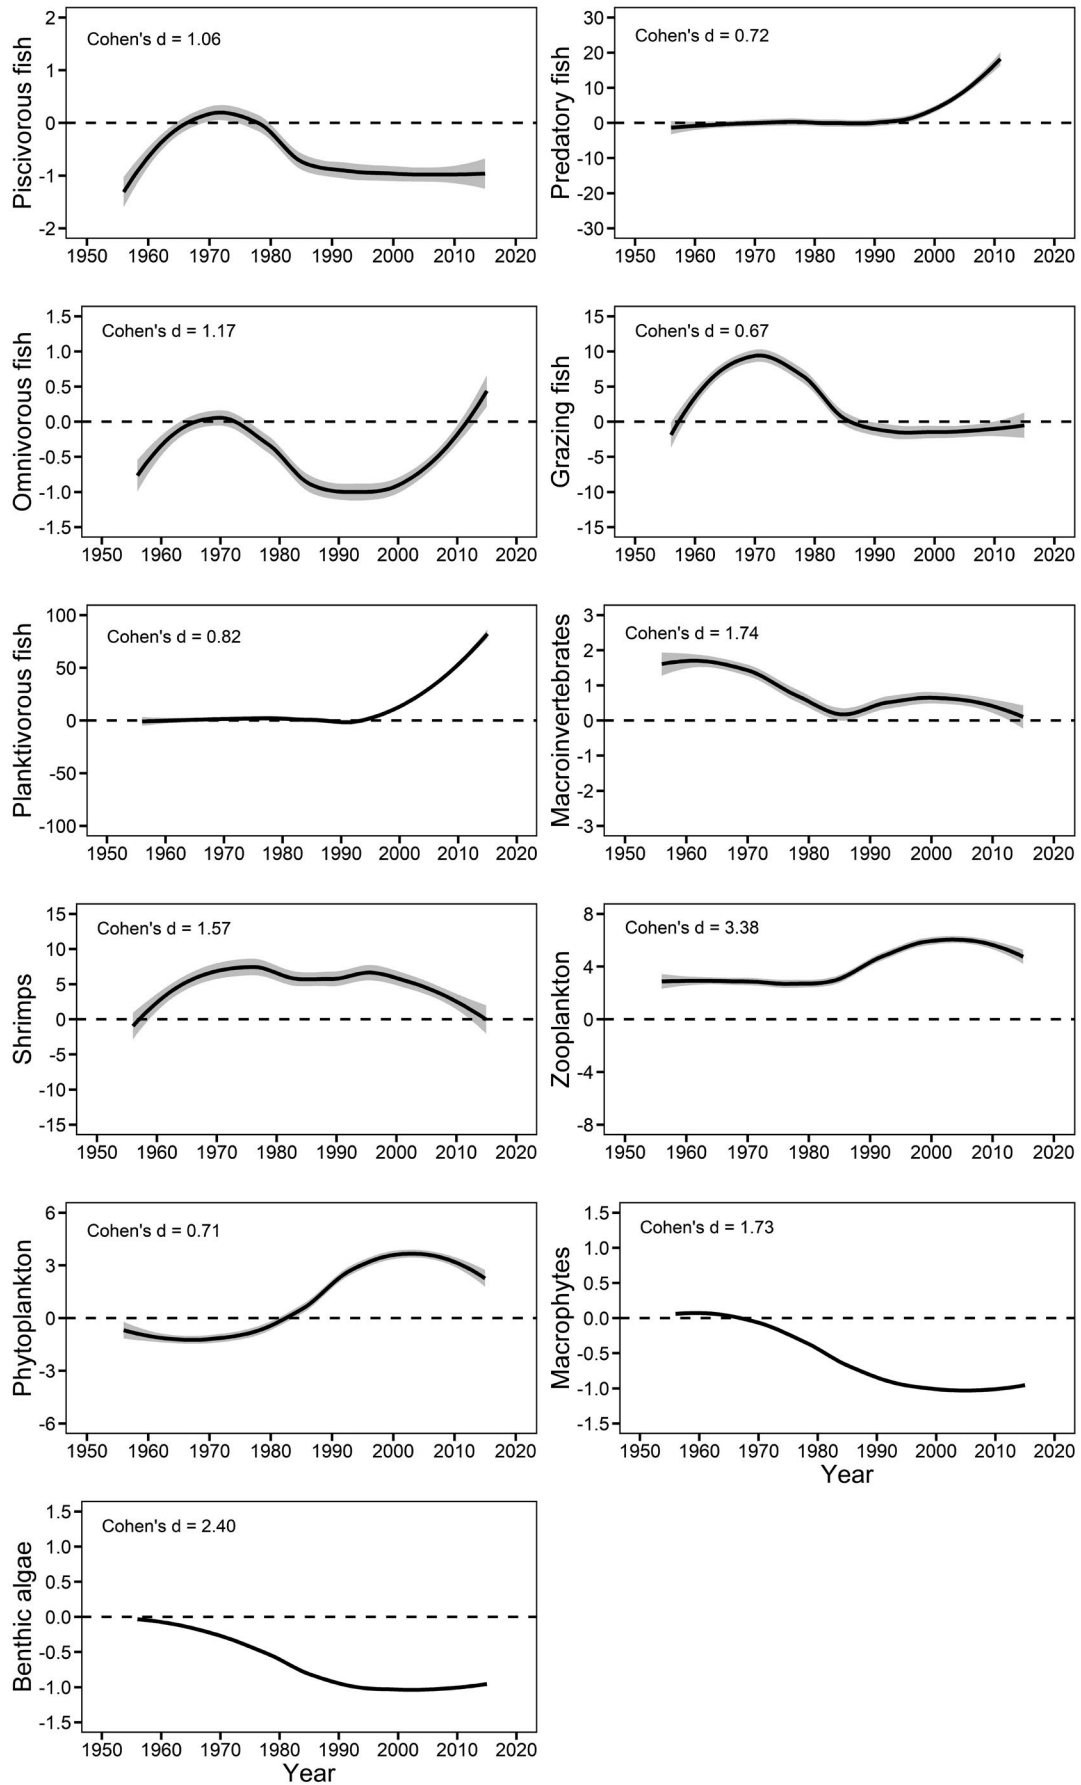 Piscivorous fish
Cohen's d = 1.06
2
1
0
-1
-2
1950 1960 1970 1980 1990 2000 2010 2020
Predatory fish
Cohen's d = 0.72
30
20
10
0
-10
-20
-30
1950 1960 1970 1980 1990 2000 2010 2020
Omnivorous fish
Cohen's d = 1.17
1.5
1.0
0.5
0.0
-0.5
-1.0
-1.5
1950 1960 1970 1980 1990 2000 2010 2020
Grazing fish
Cohen's d = 0.67
15
10
5
0
-5
-10
-15
1950 1960 1970 1980 1990 2000 2010 2020
Planktivorous fish
Cohen's d = 0.82
100
50
0
-50
-100
1950 1960 1970 1980 1990 2000 2010 2020
Macroinvertebrates
Cohen's d = 1.74
3
2
1
0
-1
-2
-3
1950 1960 1970 1980 1990 2000 2010 2020
Shrimps
Cohen's d = 1.57
15
10
5
0
-5
-10
-15
1950 1960 1970 1980 1990 2000 2010 2020
Zooplankton
Cohen's d = 3.38
8
4
0
-4
-8
1950 1960 1970 1980 1990 2000 2010 2020
Phytoplankton
Cohen's d = 0.71
6
3
0
-3
-6
1950 1960 1970 1980 1990 2000 2010 2020
Macrophytes
Cohen's d = 1.73
1.5
1.0
0.5
0.0
-0.5
-1.0
-1.5
1950 1960 1970 1980 1990 2000 2010 2020
Year
Benthic algae
Cohen's d = 2.40
1.5
1.0
0.5
0.0
-0.5
-1.0
-1.5
1950 1960 1970 1980 1990 2000 2010 2020
Year